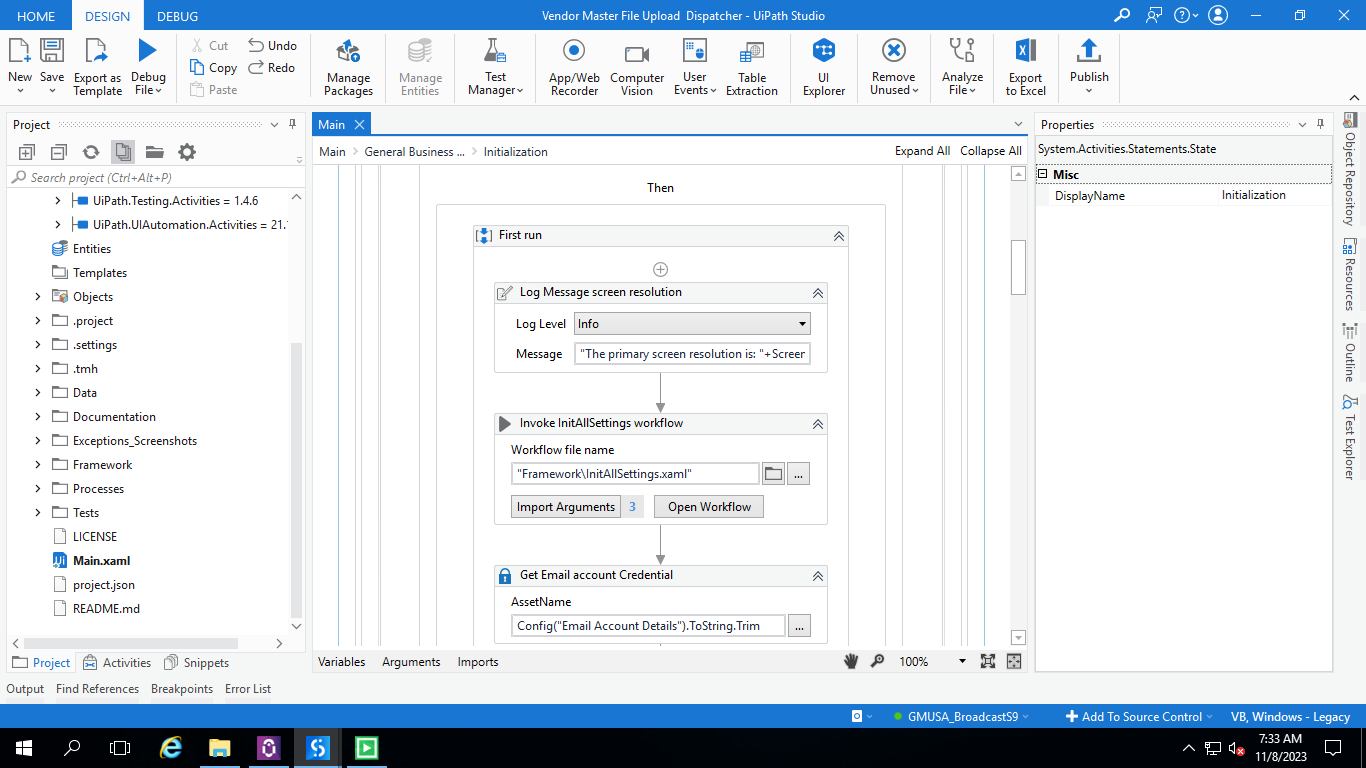 HOME
DESIGN
DEBUG
Vendor Master File Upload  Dispatcher - UiPath Studio
New
Save
Export as Template
Debug File
Cut
Copy
Paste
Undo
Redo
Manage Packages
Manage Entities
Test Manager
App/Web Recorder
Computer Vision
User Events
Table Extraction
UI Explorer
Remove Unused
Analyze File
Export to Excel
Publish
Project
Search project (Ctrl+Alt+P)
UiPath.Testing.Activities = 1.4.6
UiPath.UIAutomation.Activities = 21.
Entities
Templates
Objects
.project
.settings
.tmh
Data
Documentation
Exceptions_Screenshots
Framework
Processes
Tests
LICENSE
Main.xaml
project.json
README.md
Project
Activities
Snippets
Main
Main
General Business ...
Initialization
Expand All
Collapse All
Then
First run
Log Message screen resolution
Log Level
Info
Message
"The primary screen resolution is: "+Screen
Invoke InitAllSettings workflow
Workflow file name
"Framework\InitAllSettings.xaml"
...
Import Arguments
3
Open Workflow
Get Email account Credential
AssetName
Config("Email Account Details").ToString.Trim
...
Variables
Arguments
Imports
100%
Properties
System.Activities.Statements.State
Misc
DisplayName
Initialization
Object Repository
Resources
Outline
Test Explorer
Output
Find References
Breakpoints
Error List
GMUSA_BroadcastS9
Add To Source Control
VB, Windows - Legacy
7:33 AM
11/8/2023